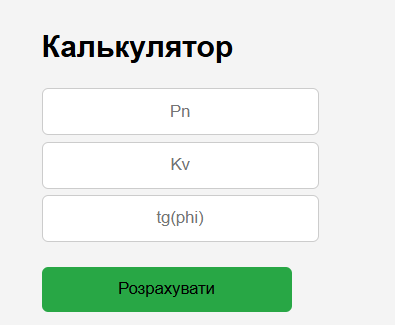 Калькулятор
Pn
Kv
tg(phi)
Розрахувати